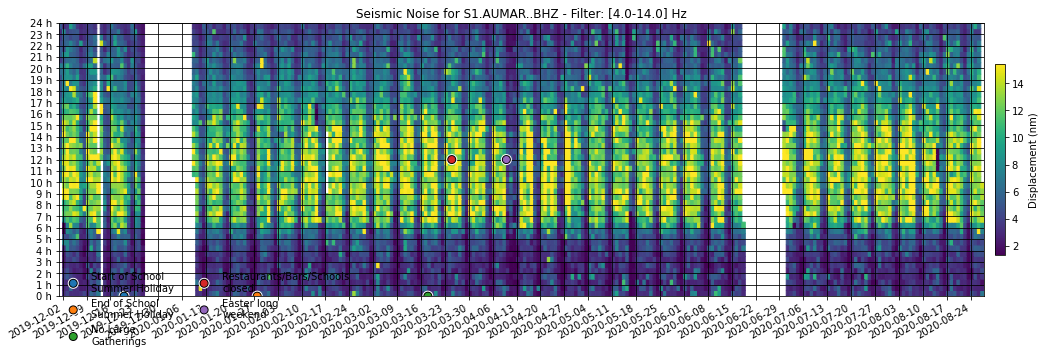 Seismic Noise for S1.AUMAR..BHZ - Filter: [4.0-14.0] Hz
24 h
23 h
22 h
21 h
20 h
19 h
18 h
17 h
16 h
15 h
14 h
13 h
12 h
11 h
10 h
9 h
8 h
7 h
6 h
5 h
4 h
3 h
2 h
1 h
0 h
14
12
10
8
6
4
2
Displacement (nm)
Start of School
Summer Holiday
End of School
Summer Holiday
No Large
Gatherings
Restaurants/Bars/Schools
closed
Easter long
weekend
2019-12-02
2019-12-09
2020-01-13
2020-02-10
2020-02-17
2020-02-24
2020-03-02
2020-03-09
2020-03-16
2020-03-23
2020-03-30
2020-04-06
2020-04-13
2020-04-20
2020-04-27
2020-05-04
2020-05-11
2020-05-18
2020-05-25
2020-06-01
2020-06-08
2020-06-15
2020-06-22
2020-06-29
2020-07-06
2020-07-13
2020-07-20
2020-07-27
2020-08-03
2020-08-10
2020-08-17
2020-08-24